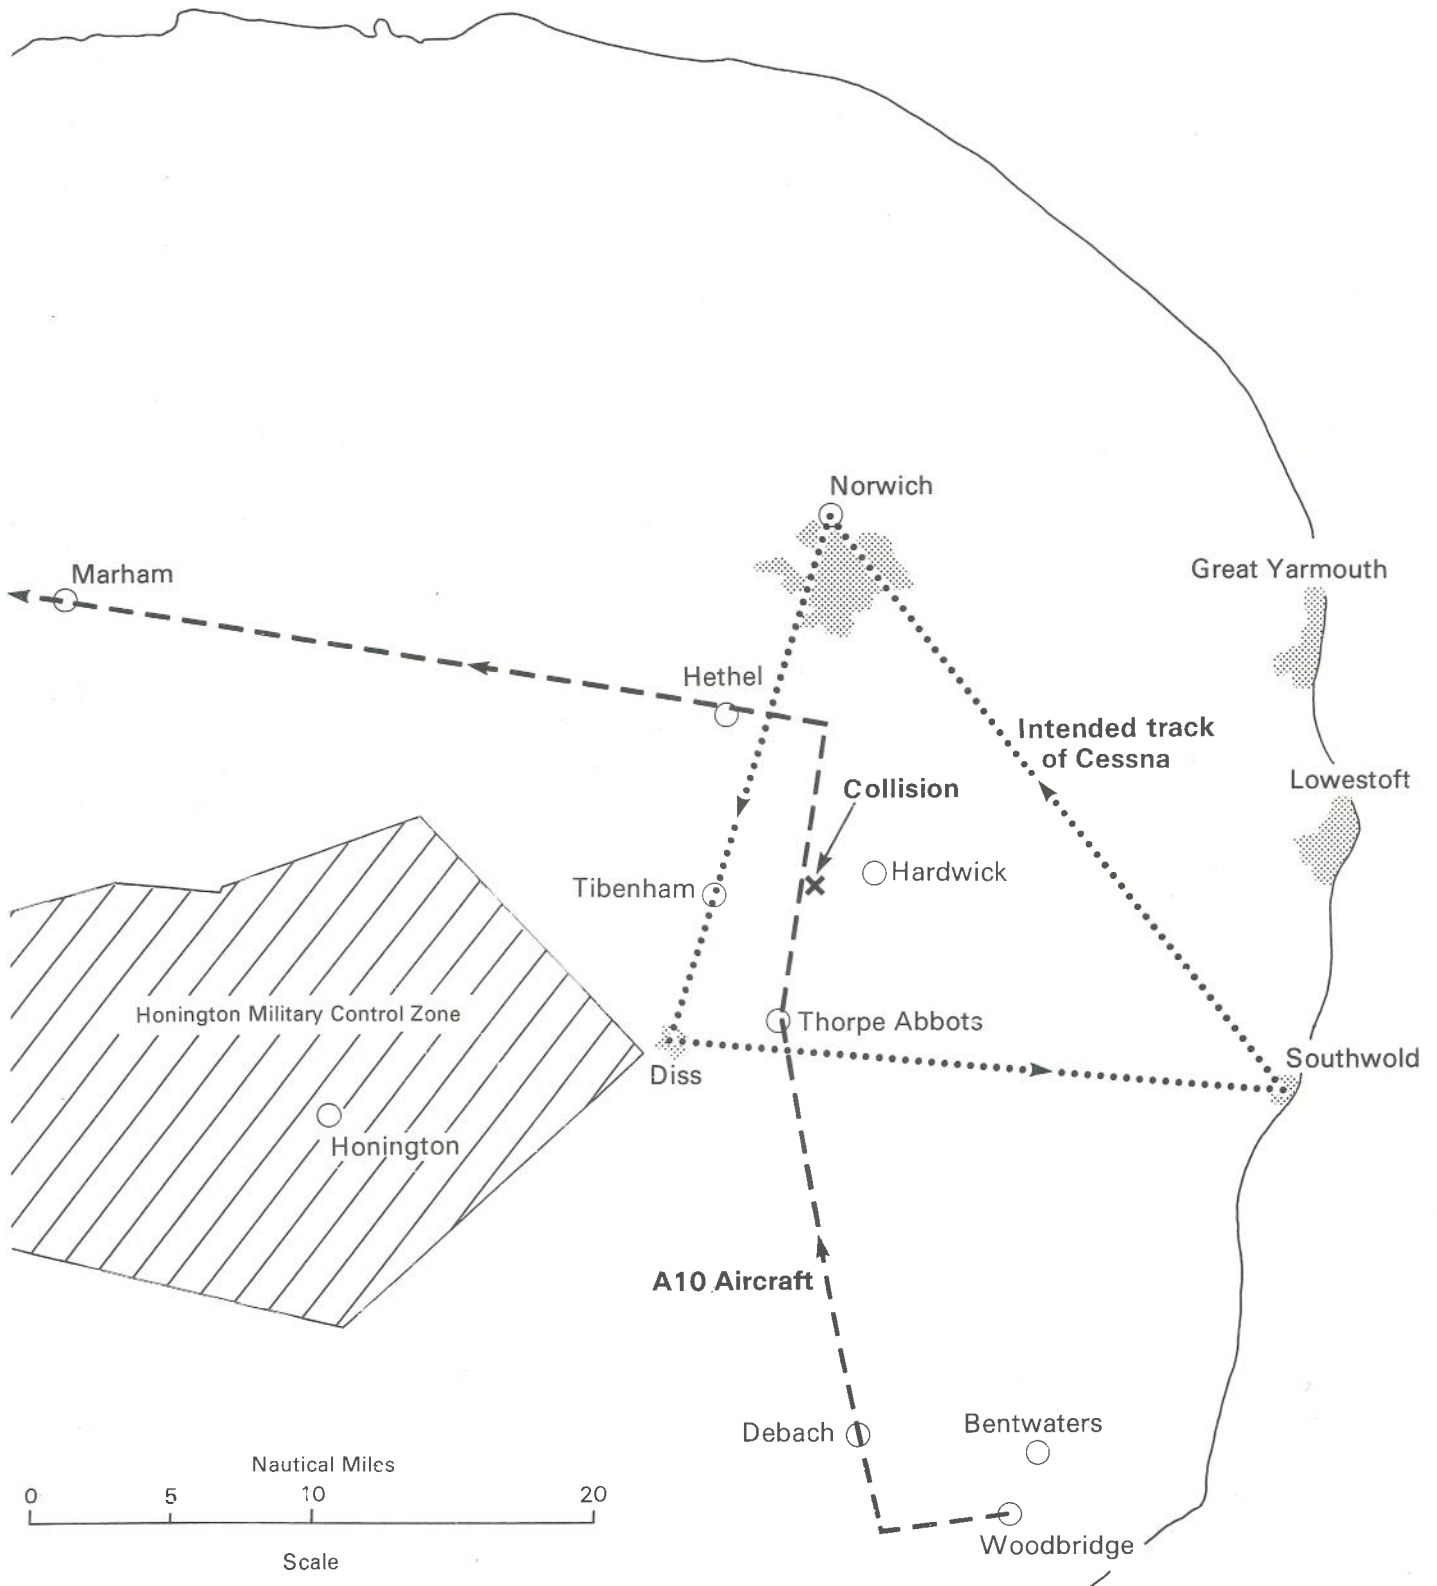 Norwich
Great Yarmouth
Marham
Hethel
Intended track
of Cessna
Lowestoft
Collision
Hardwick
Tibenham
Honington Military Control Zone
Thorpe Abbots
Southwold
Diss
Honington
A10 Aircraft
Bentwaters
Debach
Nautical Miles
0 5 10 20
Woodbridge
Scale